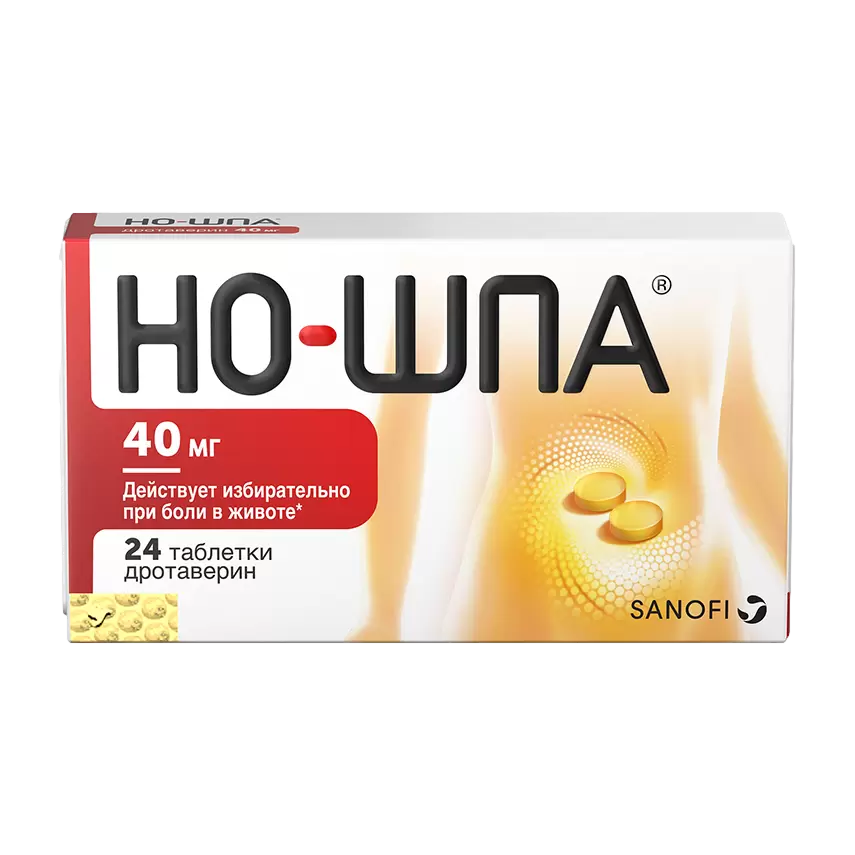 НО-ШПА®
дротаверин 40 мг
НО-ШПА®
40 мг
Действует избирательно
при боли в животе*
24 таблетки
дротаверин
SANOFI